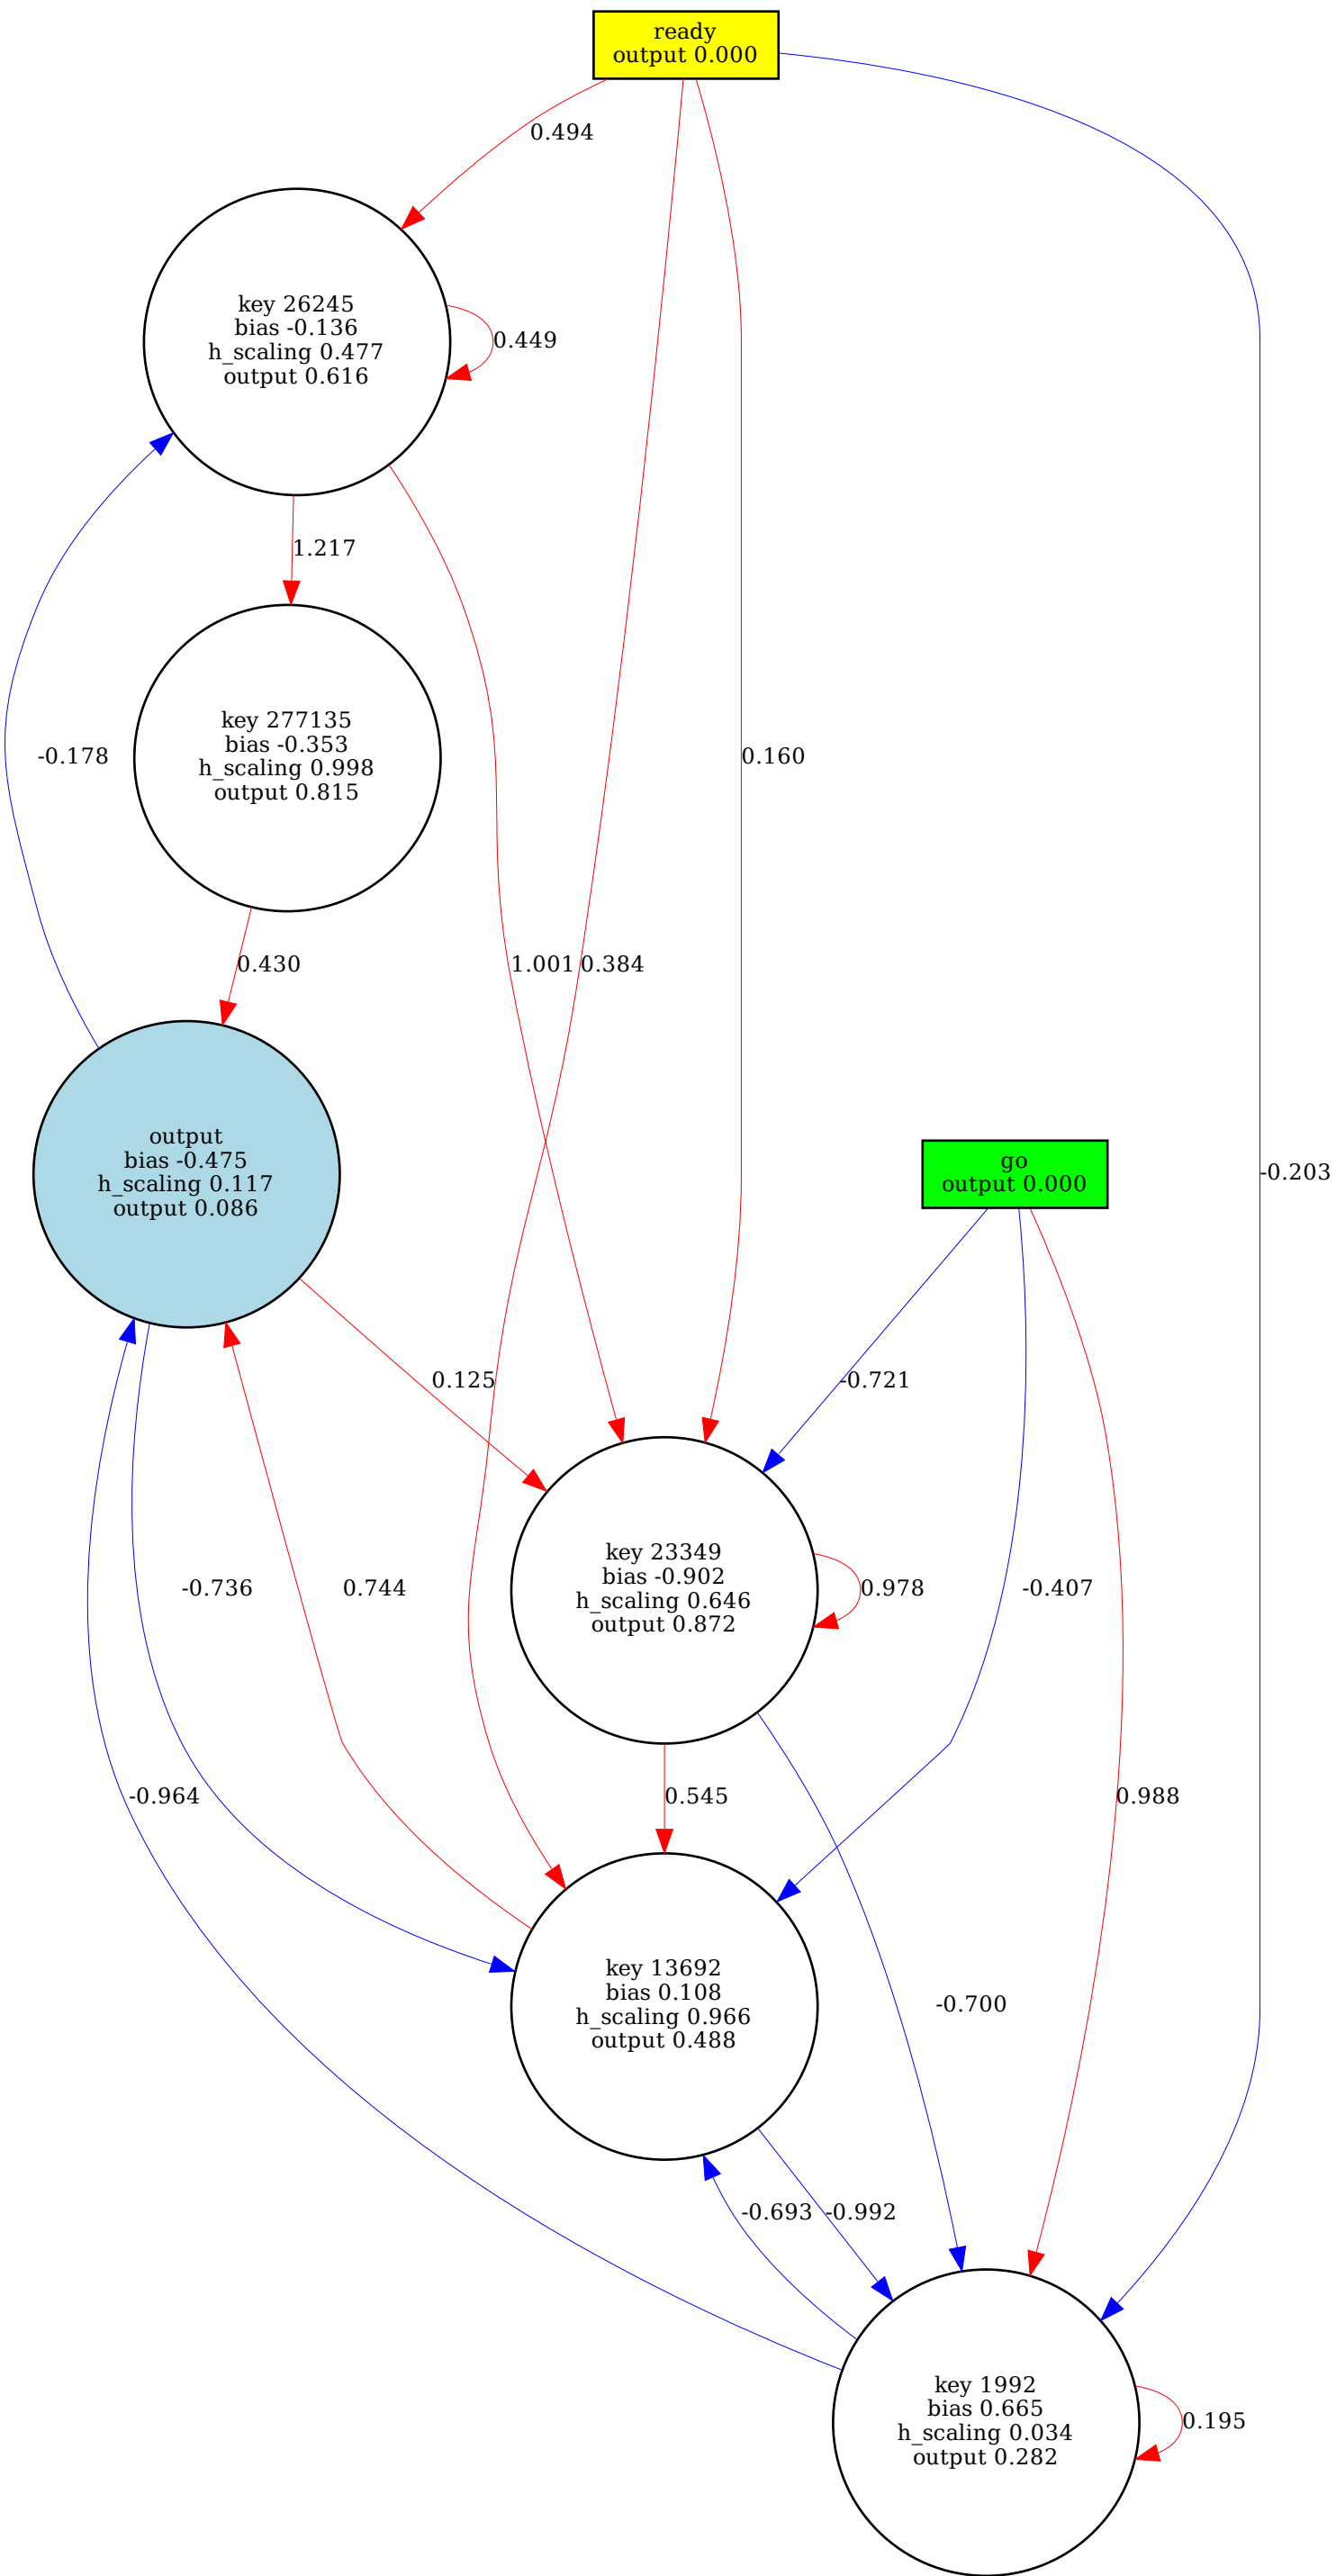 ready
output 0.000
0.494
key 26245
bias -0.136
h_scaling 0.477
output 0.616
0.449
1.217
key 277135
bias -0.353
h_scaling 0.998
output 0.815
-0.178
0.160
0.430
1.001
0.384
output
bias -0.475
h_scaling 0.117
output 0.086
go
output 0.000
-0.203
0.125
-0.721
key 23349
bias -0.902
h_scaling 0.646
output 0.872
0.978
-0.736
0.744
-0.407
-0.964
0.545
0.988
key 13692
bias 0.108
h_scaling 0.966
output 0.488
-0.700
-0.693
-0.992
key 1992
bias 0.665
h_scaling 0.034
output 0.282
0.195